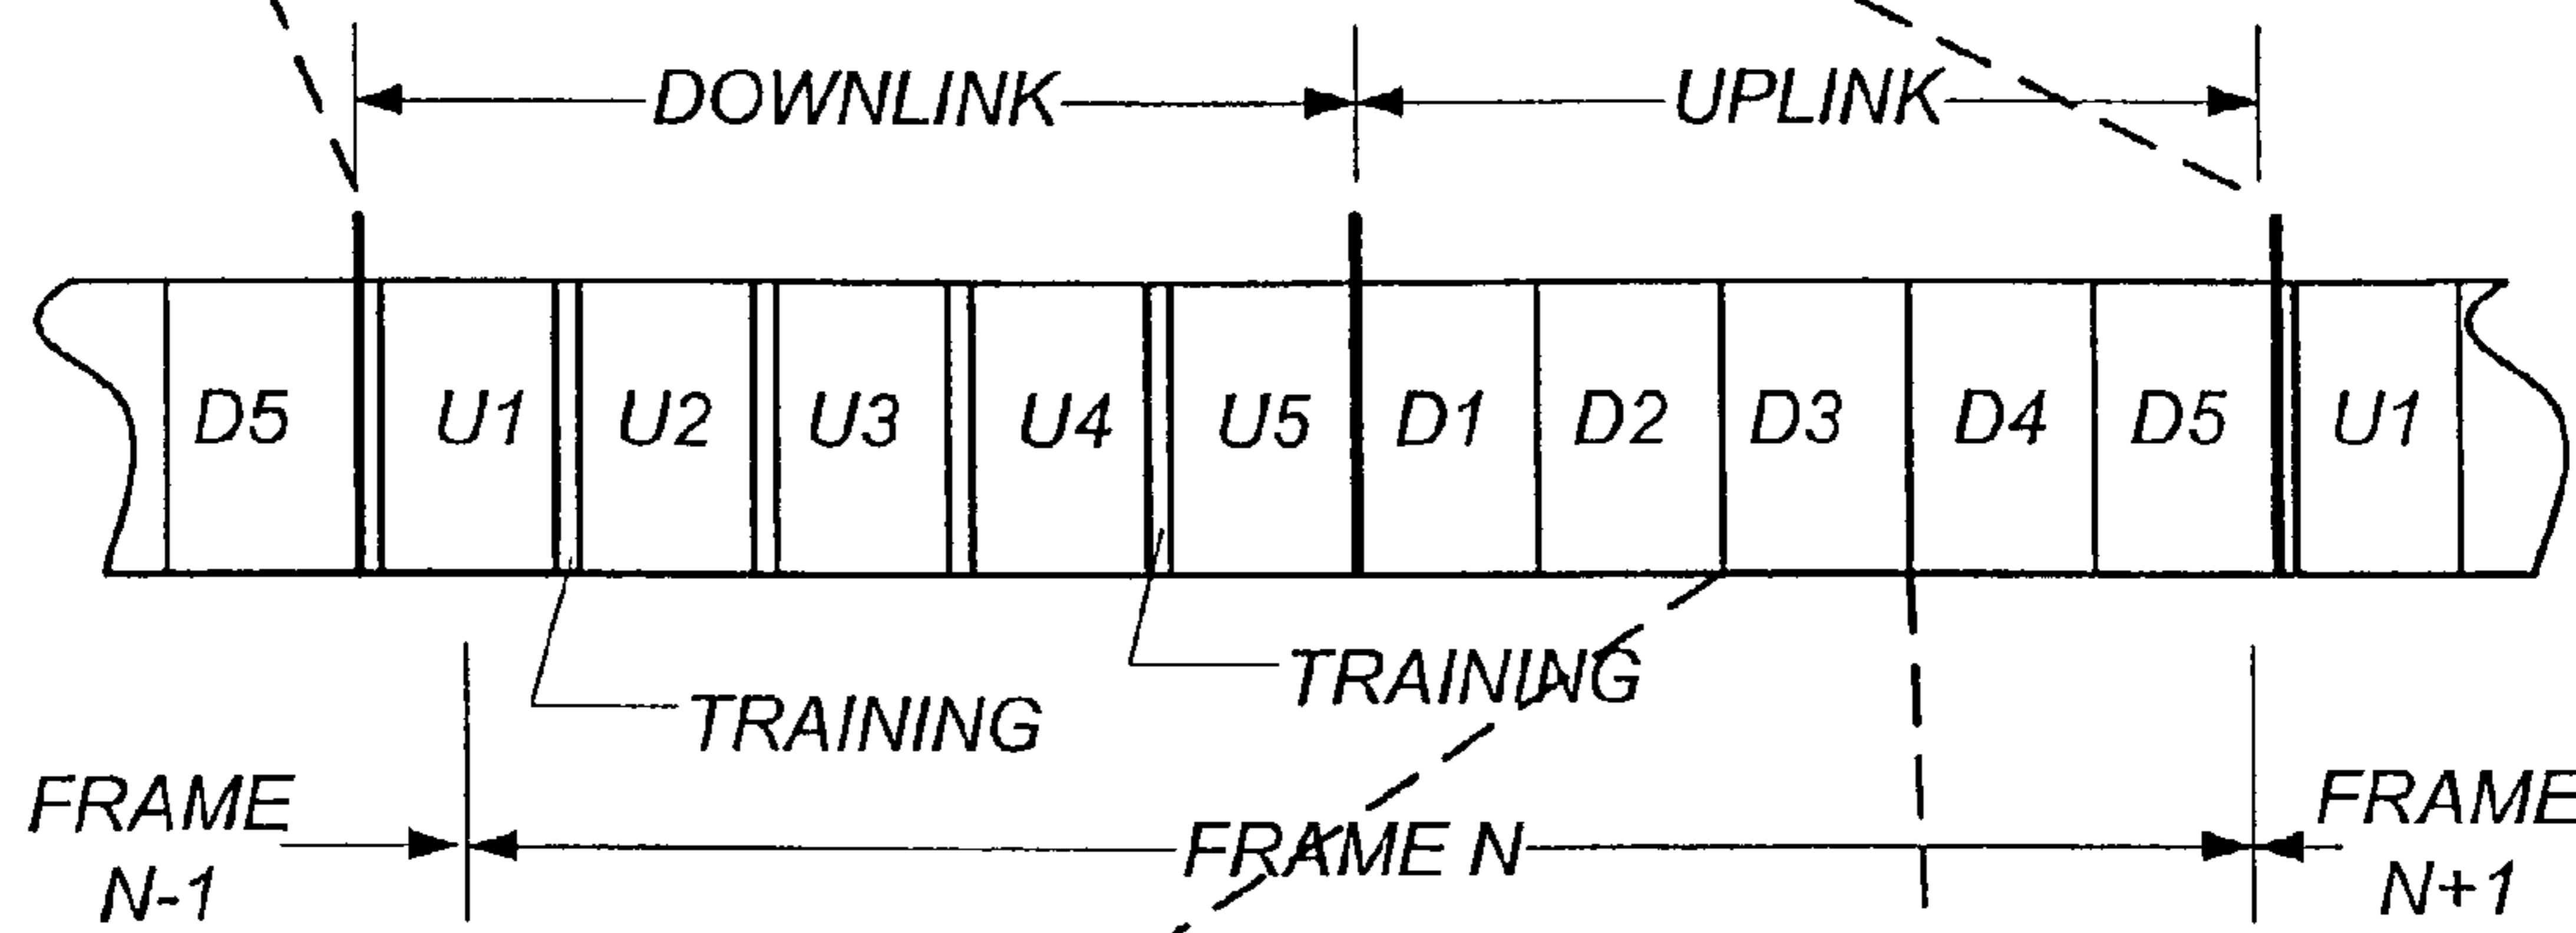 DOWNLINK UPLINK
D5 U1 U2 U3 U4 U5 D1 D2 D3 D4 D5 U1
TRAINING
TRAINING
FRAME N-1
FRAME N
FRAME N+1